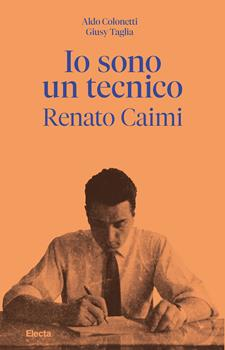 Aldo Colonetti
Giusy Taglia
Io sono
un tecnico
Renato Caimi
Electa